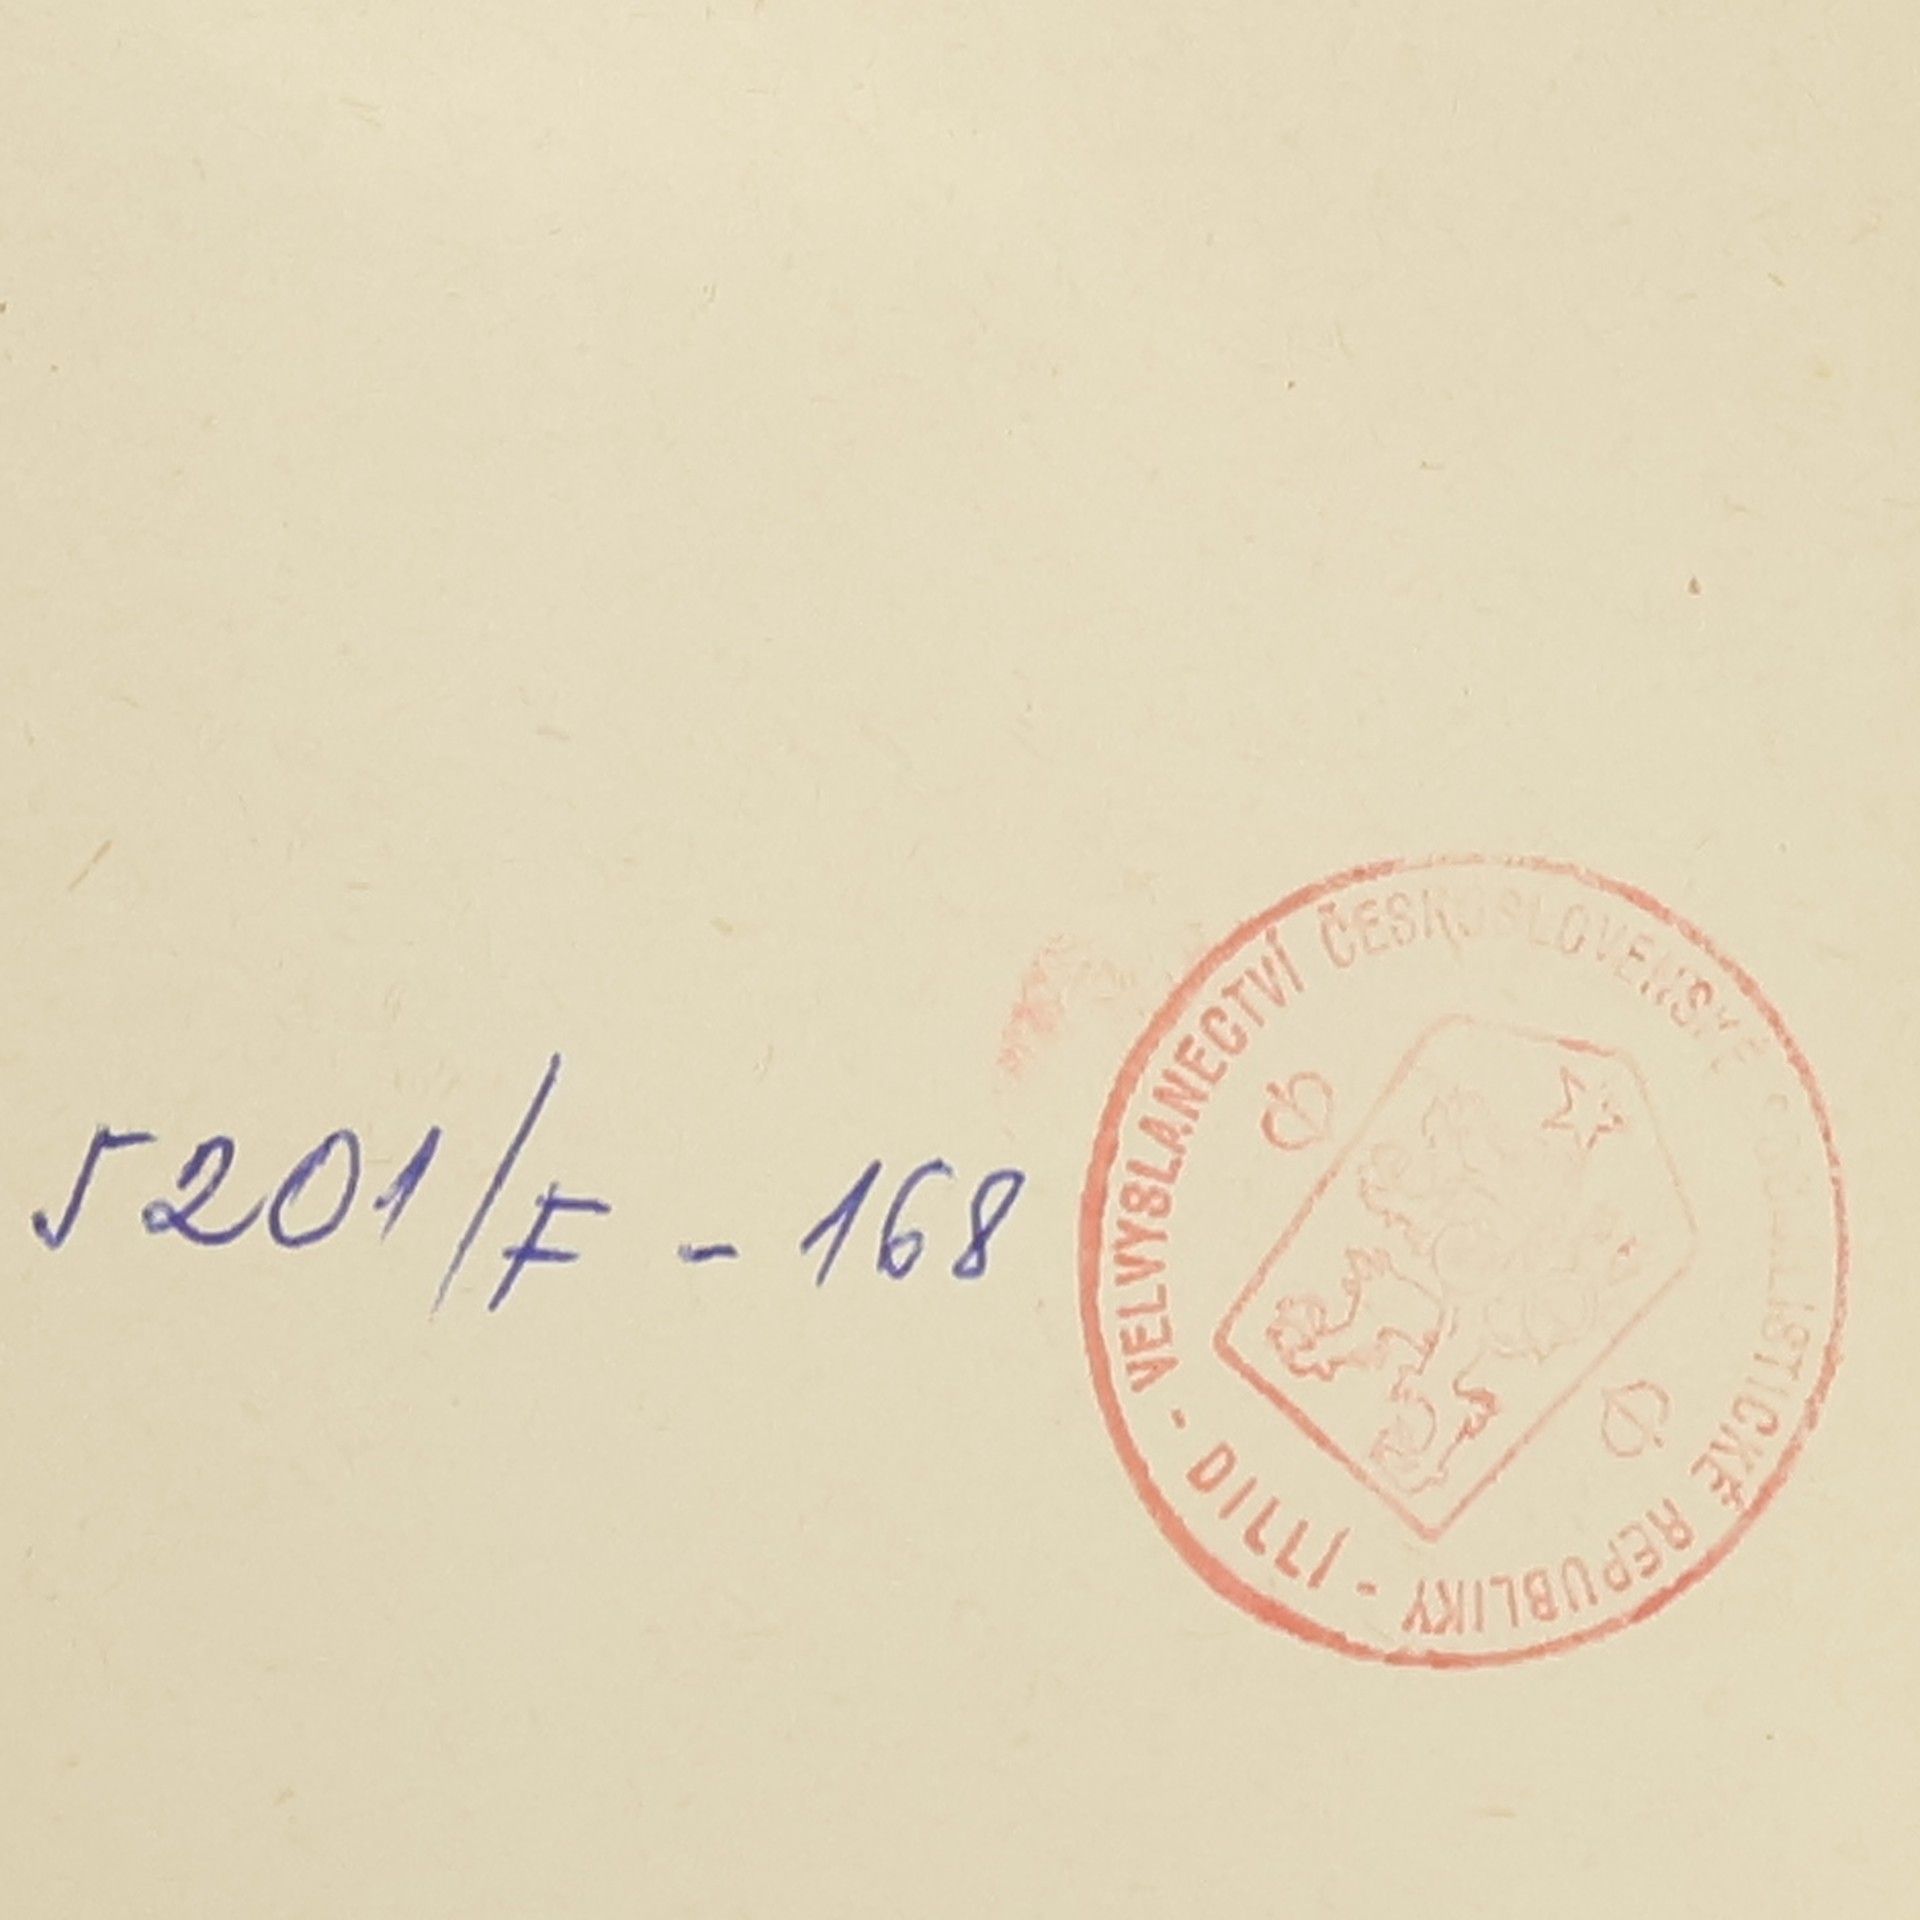 5201/F - 168
VELVYSLANECTVÍ ČESKOSLOVENSKÉ SOCIALISTICKÉ REPUBLIKY - DILLÍ -